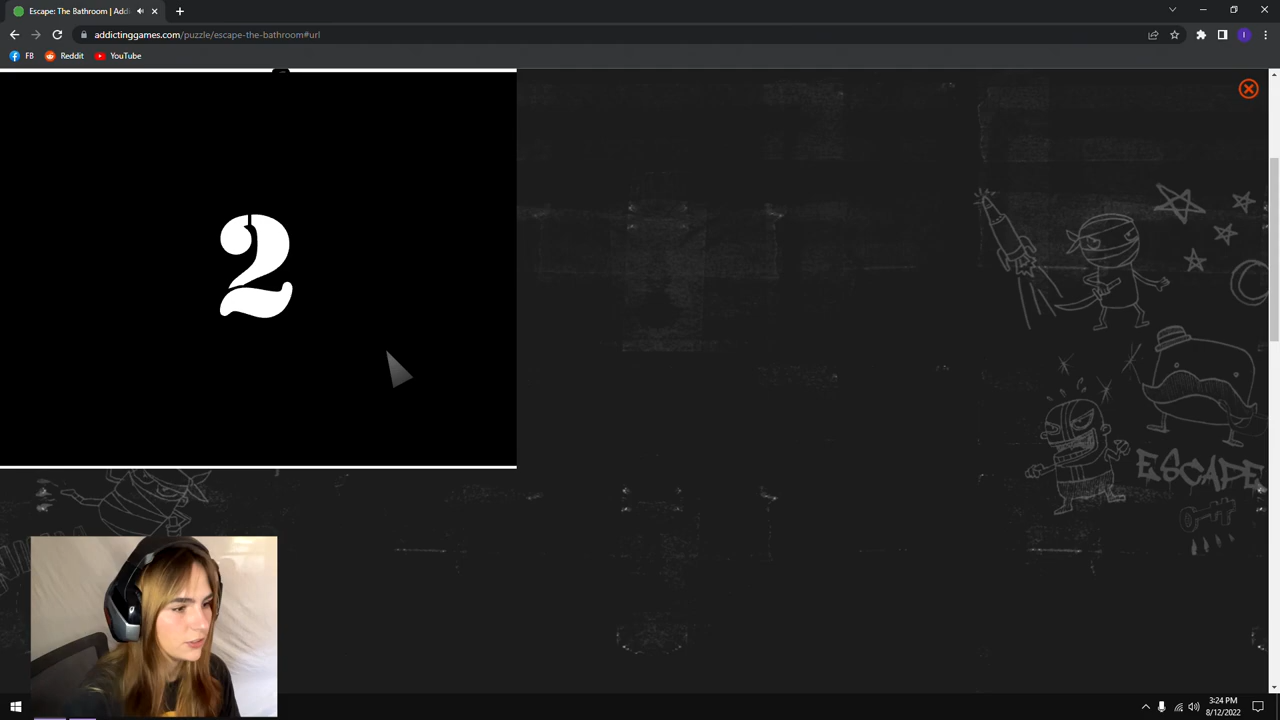 Escape: The Bathroom | Addi
addictinggames.com/puzzle/escape-the-bathroom#url
I
FB
Reddit
YouTube
2
ESCAPE
3:24 PM
8/12/2022